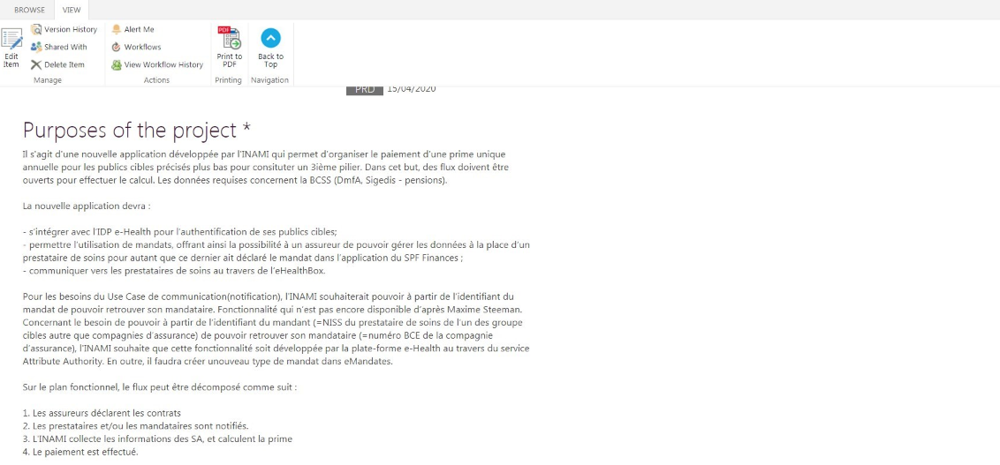 BROWSE VIEW
Edit Item
Version History
Shared With
Delete Item
Manage
Alert Me
Workflows
View Workflow History
Actions
PDF
Print to PDF
Printing
Back to Top
Navigation
PRD 15/04/2020
Purposes of the project *
Il s'agit d'une nouvelle application développée par l'INAMI qui permet d'organiser le paiement d'une prime unique
annuelle pour les publics cibles précisés plus bas pour consituter un 3ième pilier. Dans cet but, des flux doivent être
ouverts pour effectuer le calcul. Les données requises concernent la BCSS (DmfA, Sigedis - pensions).
La nouvelle application devra :
- s'intégrer avec l'IDP e-Health pour l'authentification de ses publics cibles;
- permettre l'utilisation de mandats, offrant ainsi la possibilité à un assureur de pouvoir gérer les données à la place d'un
prestataire de soins pour autant que ce dernier ait déclaré le mandat dans l'application du SPF Finances ;
- communiquer vers les prestataires de soins au travers de l'eHealthBox.
Pour les besoins du Use Case de communication(notification), l'INAMI souhaiterait pouvoir à partir de l'identifiant du
mandat de pouvoir retrouver son mandataire. Fonctionnalité qui n'est pas encore disponible d'après Maxime Steeman.
Concernant le besoin de pouvoir à partir de l'identifiant du mandant (=NISS du prestataire de soins de l'un des groupe
cibles autre que compagnies d'assurance) de pouvoir retrouver son mandataire (=numéro BCE de la compagnie
d'assurance), l'INAMI souhaite que cette fonctionnalité soit développée par la plate-forme e-Health au travers du service
Attribute Authority. En outre, il faudra créer unouveau type de mandat dans eMandates.
Sur le plan fonctionnel, le flux peut être décomposé comme suit :
1. Les assureurs déclarent les contrats
2. Les prestataires et/ou les mandataires sont notifiés.
3. L'INAMI collecte les informations des SA, et calculent la prime
4. Le paiement est effectué.